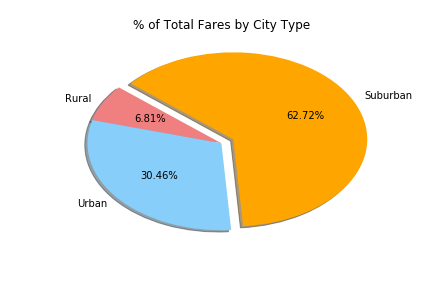 % of Total Fares by City Type
Rural
Suburban
6.81%
62.72%
30.46%
Urban